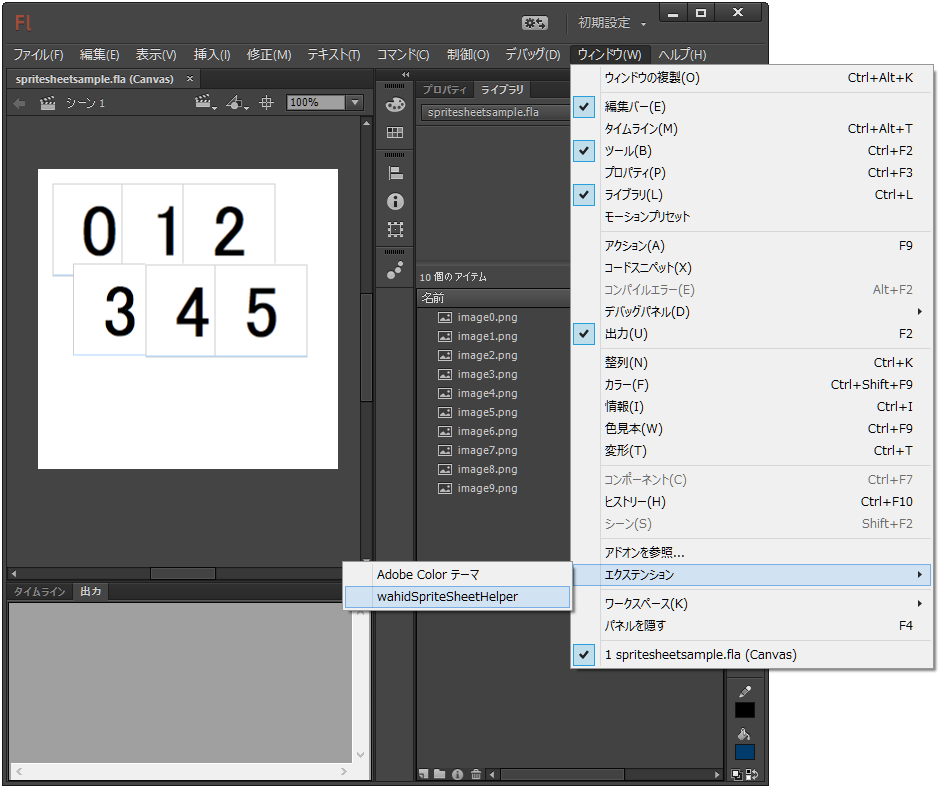 Fl
初期設定
ファイル(F) 編集(E) 表示(V) 挿入(I) 修正(M) テキスト(T) コマンド(C) 制御(O) デバッグ(D) ウィンドウ(W) ヘルプ(H)
spritesheetsample.fla (Canvas) ×
シーン 1
100%
0 1 2
3 4 5
プロパティ ライブラリ
spritesheetsample.fla
10 個のアイテム
名前
image0.png
image1.png
image2.png
image3.png
image4.png
image5.png
image6.png
image7.png
image8.png
image9.png
ウィンドウの複製(O) Ctrl+Alt+K
編集バー(E)
タイムライン(M) Ctrl+Alt+T
ツール(B) Ctrl+F2
プロパティ(P) Ctrl+F3
ライブラリ(L) Ctrl+L
モーションプリセット
アクション(A) F9
コードスニペット(X)
コンパイルエラー(E) Alt+F2
デバッグパネル(D)
出力(U) F2
整列(N) Ctrl+K
カラー(F) Ctrl+Shift+F9
情報(I) Ctrl+I
色見本(W) Ctrl+F9
変形(T) Ctrl+T
コンポーネント(C) Ctrl+F7
ヒストリー(H) Ctrl+F10
シーン(S) Shift+F2
アドオンを参照...
エクステンション
ワークスペース(K)
パネルを隠す F4
1 spritesheetsample.fla (Canvas)
Adobe Color テーマ
wahidSpriteSheetHelper
タイムライン 出力